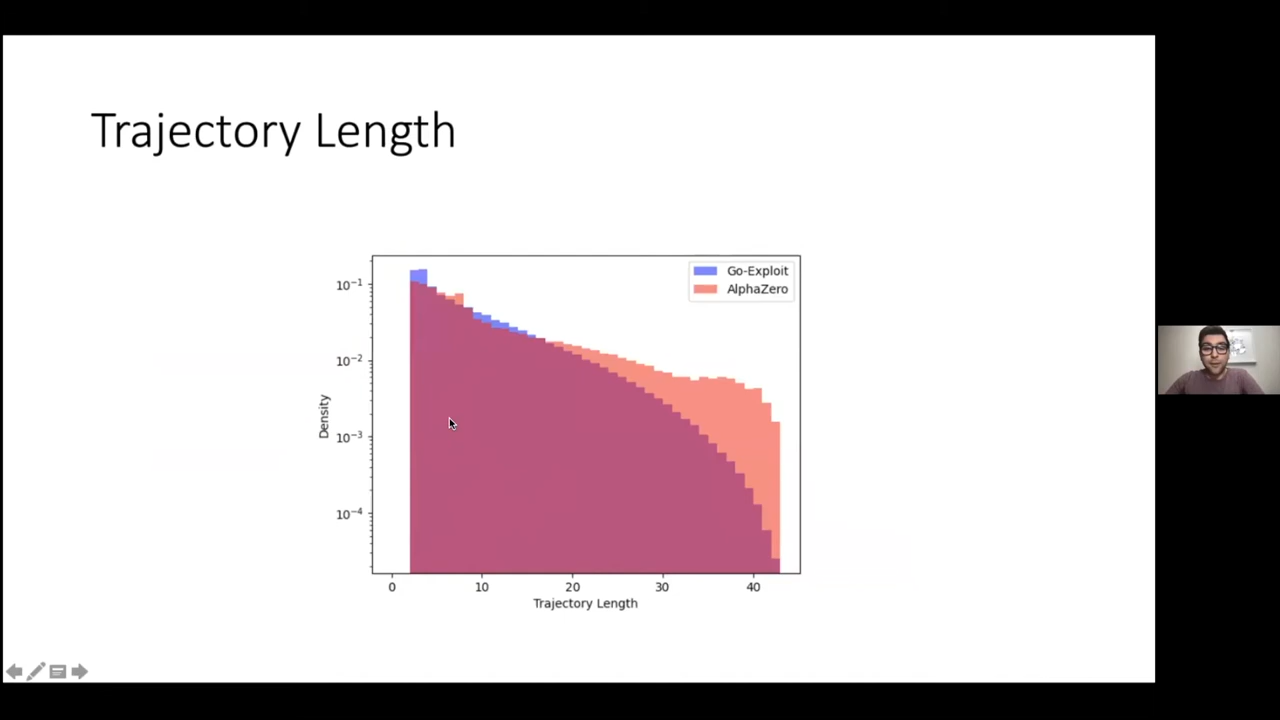 Trajectory Length
Go-Exploit
AlphaZero
10⁻¹
10⁻²
10⁻³
10⁻⁴
Density
0 10 20 30 40
Trajectory Length